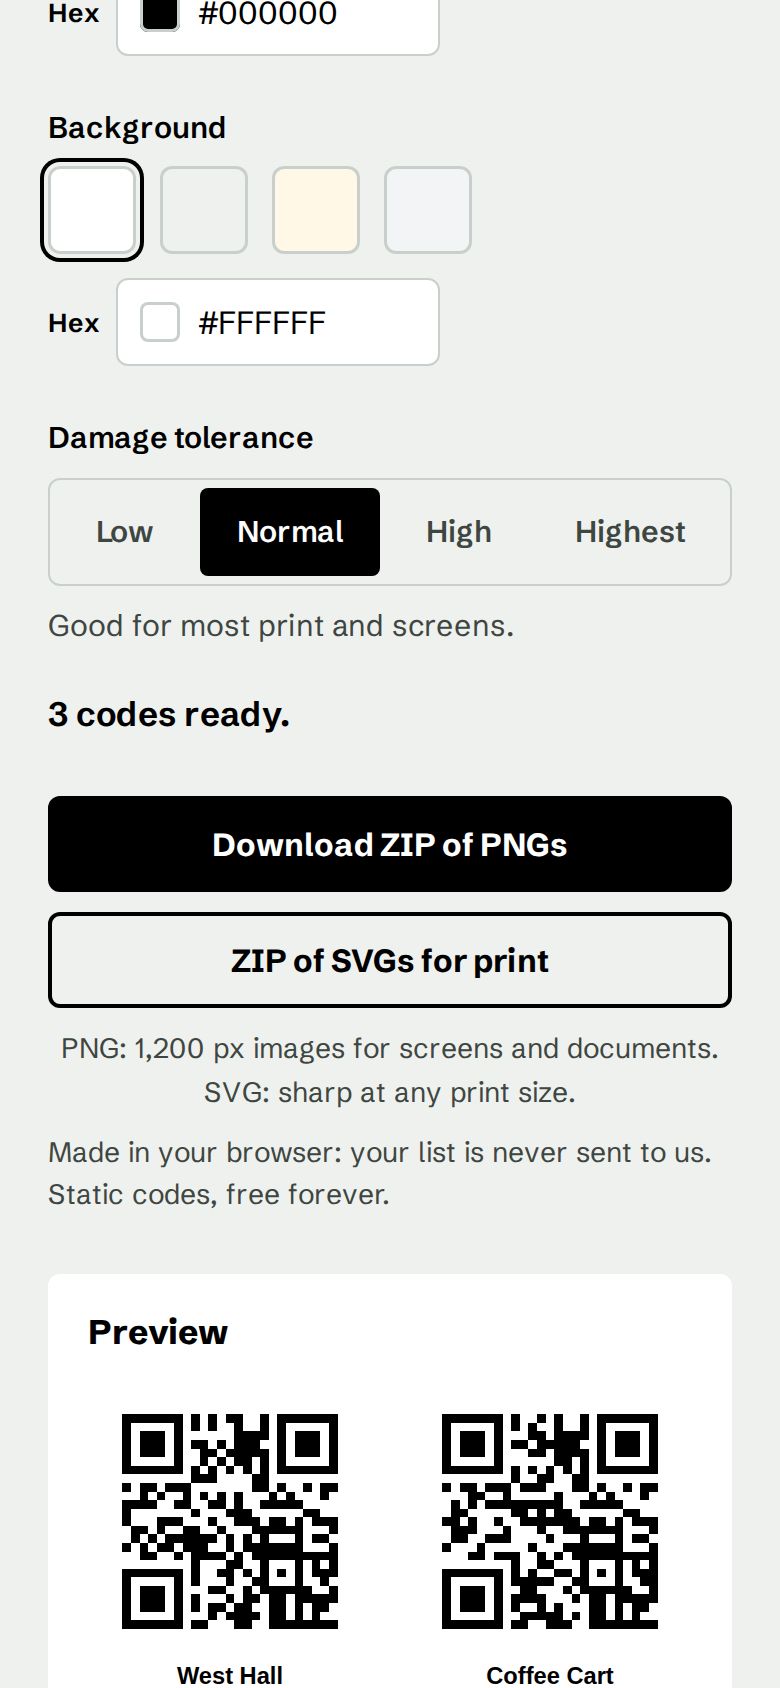 Hex #000000
Background
Hex #FFFFFF
Damage tolerance
Low Normal High Highest
Good for most print and screens.
3 codes ready.
Download ZIP of PNGs
ZIP of SVGs for print
PNG: 1,200 px images for screens and documents.
SVG: sharp at any print size.
Made in your browser: your list is never sent to us.
Static codes, free forever.
Preview
West Hall Coffee Cart